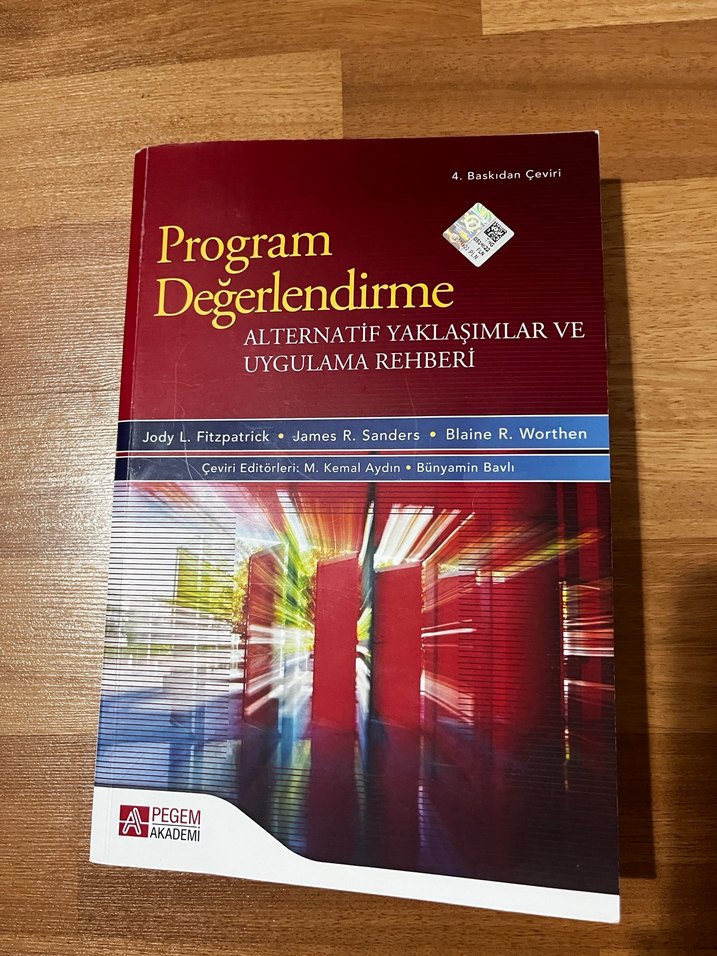 4. Baskıdan Çeviri
Program
Değerlendirme
ALTERNATİF YAKLAŞIMLAR VE
UYGULAMA REHBERİ
Jody L. Fitzpatrick • James R. Sanders • Blaine R. Worthen
Çeviri Editörleri: M. Kemal Aydın • Bünyamin Bavlı
PEGEM
AKADEMİ